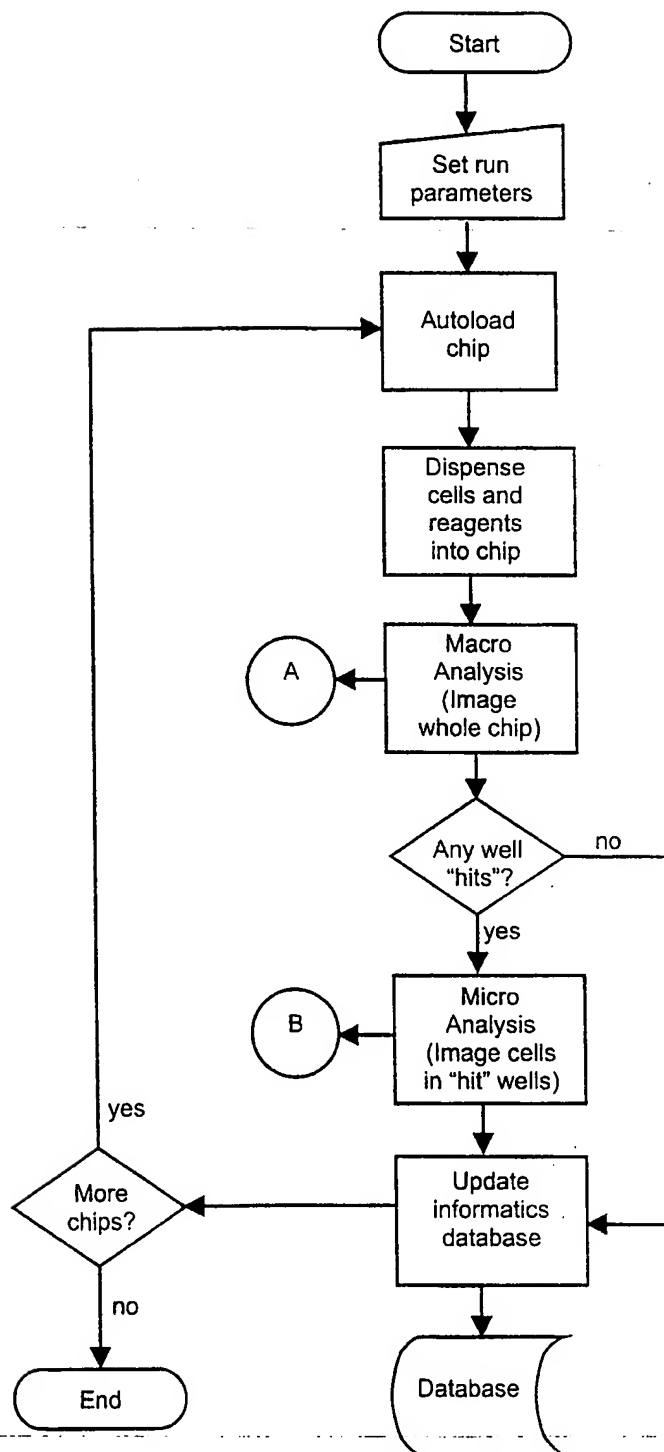 Start
Set run
parameters
Autoload
chip
Dispense
cells and
reagents
into chip
Macro
Analysis
(Image
whole chip)
A
Any well
“hits”?
no
yes
Micro
Analysis
(Image cells
in “hit” wells)
B
yes
Update
informatics
database
More
chips?
no
End
Database